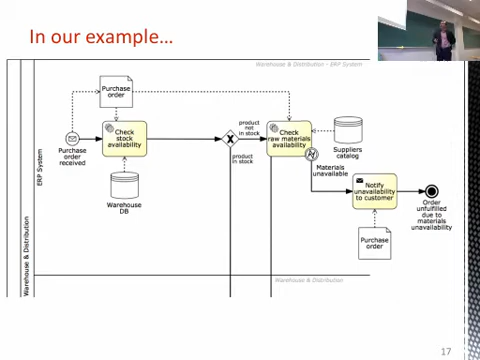 In our example...
Warehouse & Distribution - ERP System
Purchase
order
product
not
in stock
Check
stock
availability
Check
raw materials
availability
Purchase
order
received
Suppliers
catalog
product
in stock
Materials
unavailable
ERP System
Notify
unavailability
to customer
Warehouse
DB
Order
unfulfilled
due to
materials
unavailability
Purchase
order
Warehouse & Distribution
Warehouse & Distribution
17